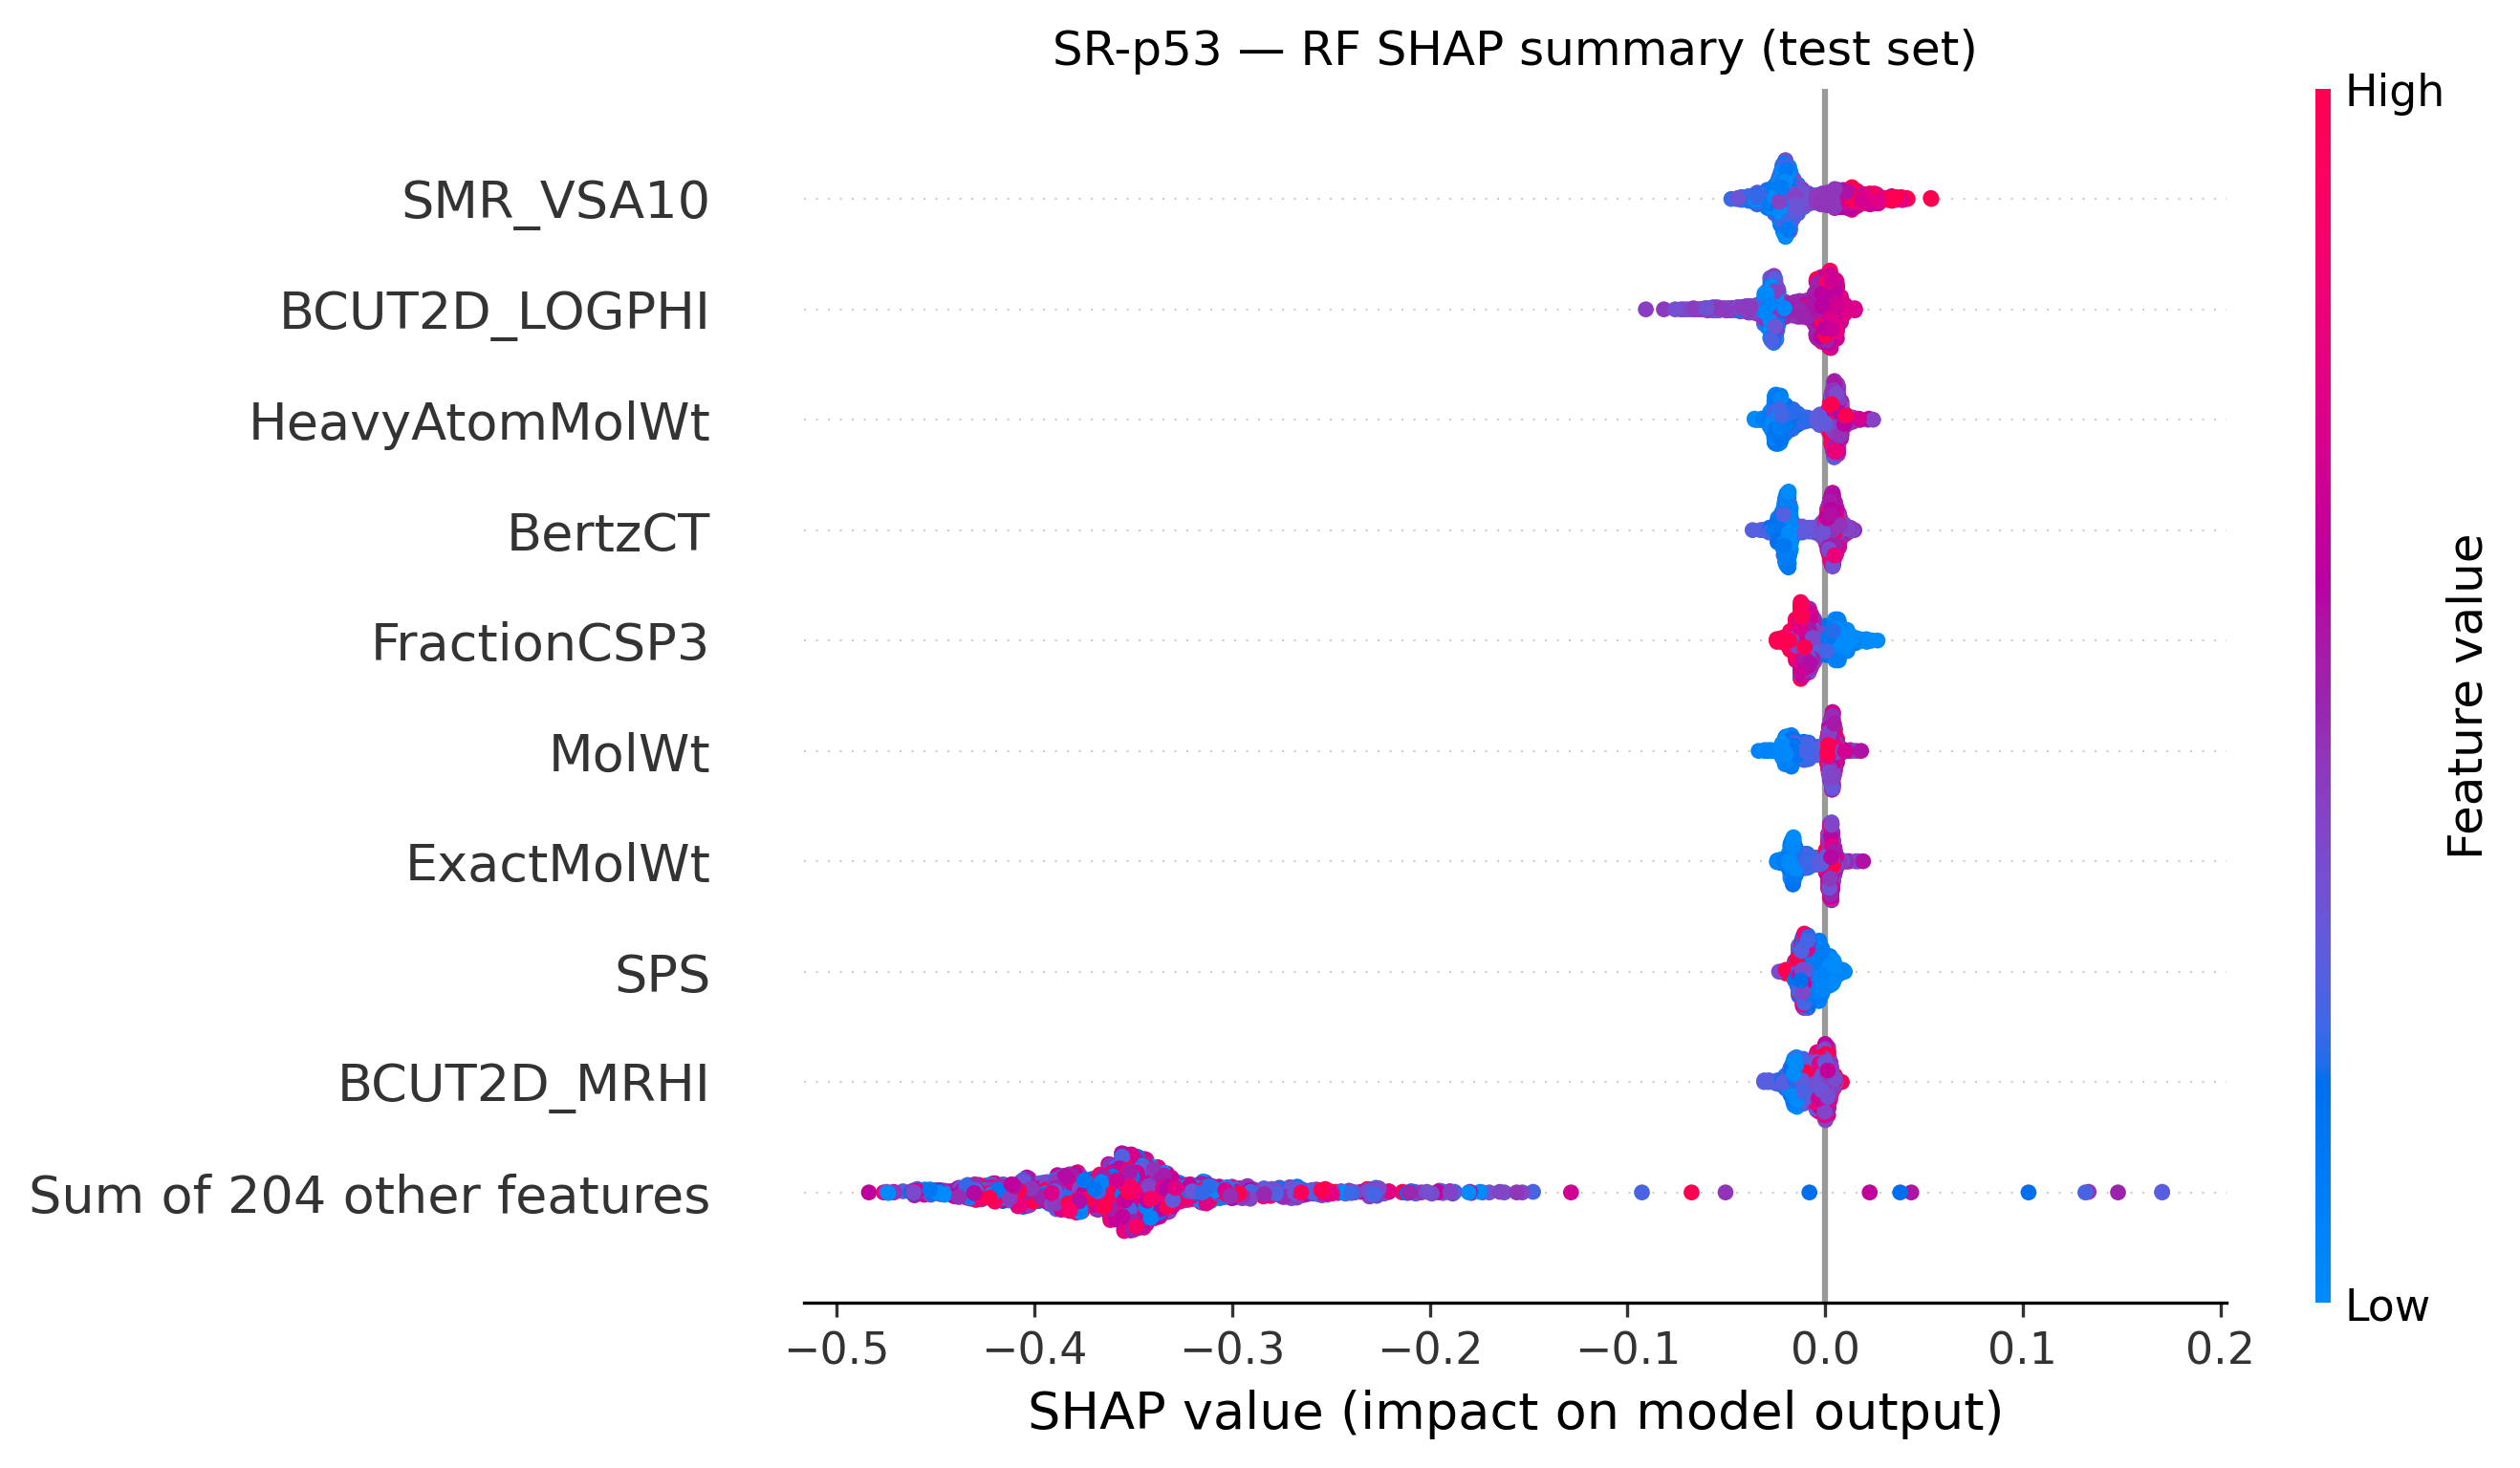 SR-p53 — RF SHAP summary (test set)
High
SMR_VSA10
BCUT2D_LOGPHI
HeavyAtomMolWt
BertzCT
FractionCSP3
MolWt
ExactMolWt
SPS
BCUT2D_MRHI
Sum of 204 other features
Feature value
Low
−0.5 −0.4 −0.3 −0.2 −0.1 0.0 0.1 0.2
SHAP value (impact on model output)